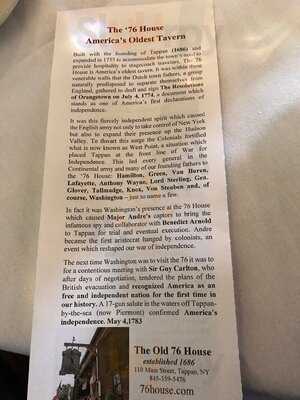 The '76 House
America's Oldest Tavern
Built with the founding of Tappan (1686) and
expanded in 1753 to accommodate the town's
provide hospitality to stagecoach travelers. The 76
House is America's oldest tavern. It was within these
venerable walls that the Dutch town fathers, a group
naturally predisposed to separate themselves from
England, gathered to draft and sign The Resolutions
of Orangetown on July 4, 1774, a document which
stands as one of America's first declarations of
independence.
It was this fiercely independent spirit which caused
the English army not only to take control of New York
but also to expand their presence up the Hudson
Valley. To thwart this surge the Colonists fortified
what is now known as West Point, a situation which
placed Tappan at the front line of War for
Independence. This led every general in the
Continental army and many of our founding fathers to
the '76 House: Hamilton, Green, Van Buren,
Lafayette, Anthony Wayne, Lord Sterling, Gen.
Glover, Tallmadge, Knox, Von Steuben and, of
course, Washington – just to name a few.
In fact it was Washington's presence at the 76 House
which caused Major Andre's captors to bring the
infamous spy and collaborator with Benedict Arnold
to Tappan for trial and eventual execution. Andre
became the first aristocrat hanged by colonists, an
event which reshaped our war of independence.
The next time Washington was to visit the 76 it was to
for a contentious meeting with Sir Guy Carlton, who
after days of negotiation, tendered the plans of the
British evacuation and recognized America as an
free and independent nation for the first time in
our history. A 17-gun salute in the waters off Tappan-
by-the-sea (now Piermont) confirmed America's
independence. May 4,1783
The Old 76 House
established 1686
110 Main Street, Tappan, NY
845-359-5476
76house.com